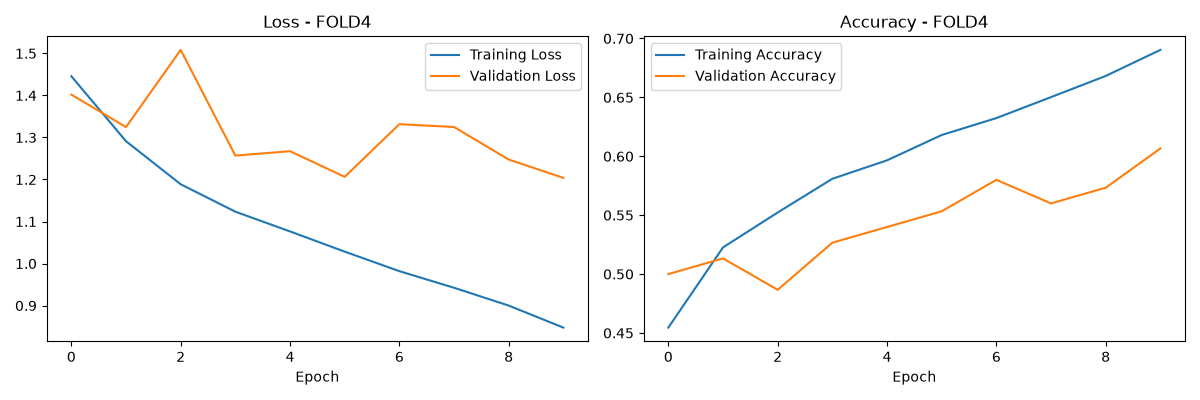 Loss - FOLD4
1.5
1.4
1.3
1.2
1.1
1.0
0.9
0 2 4 6 8
Epoch
Training Loss
Validation Loss
Accuracy - FOLD4
0.70
0.65
0.60
0.55
0.50
0.45
0 2 4 6 8
Epoch
Training Accuracy
Validation Accuracy